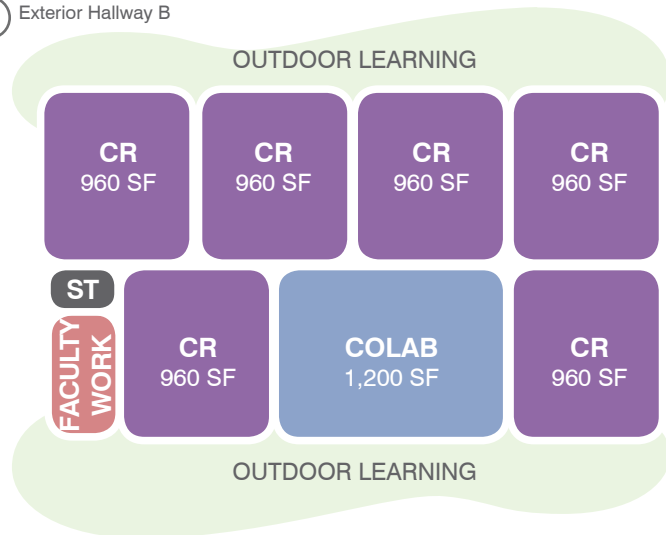 Exterior Hallway B
OUTDOOR LEARNING
CR
960 SF
CR
960 SF
CR
960 SF
CR
960 SF
ST
FACULTY
WORK
CR
960 SF
COLAB
1,200 SF
CR
960 SF
OUTDOOR LEARNING